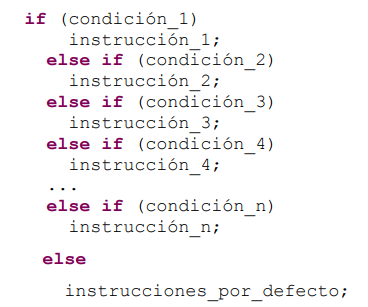 if (condición_1)
instrucción_1;
else if (condición_2)
instrucción_2;
else if (condición_3)
instrucción_3;
else if (condición_4)
instrucción_4;
...
else if (condición_n)
instrucción_n;
else
instrucciones_por_defecto;